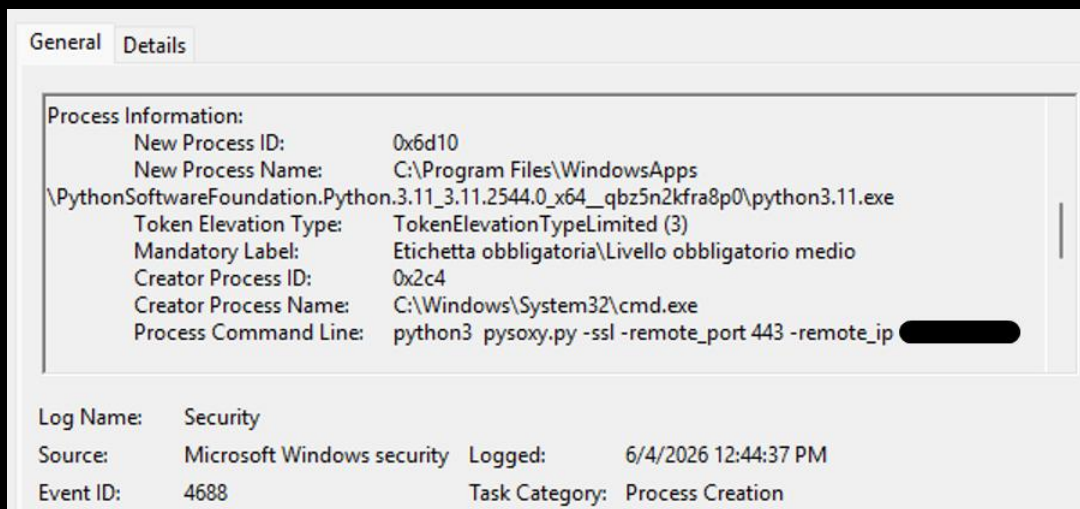 General Details
Process Information:
New Process ID: 0x6d10
New Process Name: C:\Program Files\WindowsApps
\PythonSoftwareFoundation.Python.3.11_3.11.2544.0_x64__qbz5n2kfra8p0\python3.11.exe
Token Elevation Type: TokenElevationTypeLimited (3)
Mandatory Label: Etichetta obbligatoria\Livello obbligatorio medio
Creator Process ID: 0x2c4
Creator Process Name: C:\Windows\System32\cmd.exe
Process Command Line: python3 pysoxy.py -ssl -remote_port 443 -remote_ip
Log Name: Security
Source: Microsoft Windows security Logged: 6/4/2026 12:44:37 PM
Event ID: 4688 Task Category: Process Creation